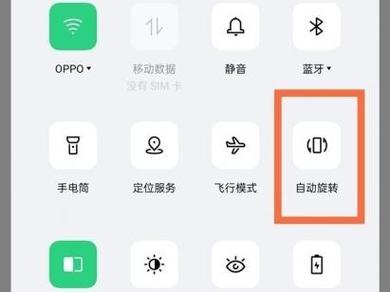 OPPO
移动数据
没有 SIM 卡
静音
蓝牙
手电筒
定位服务
飞行模式
自动旋转